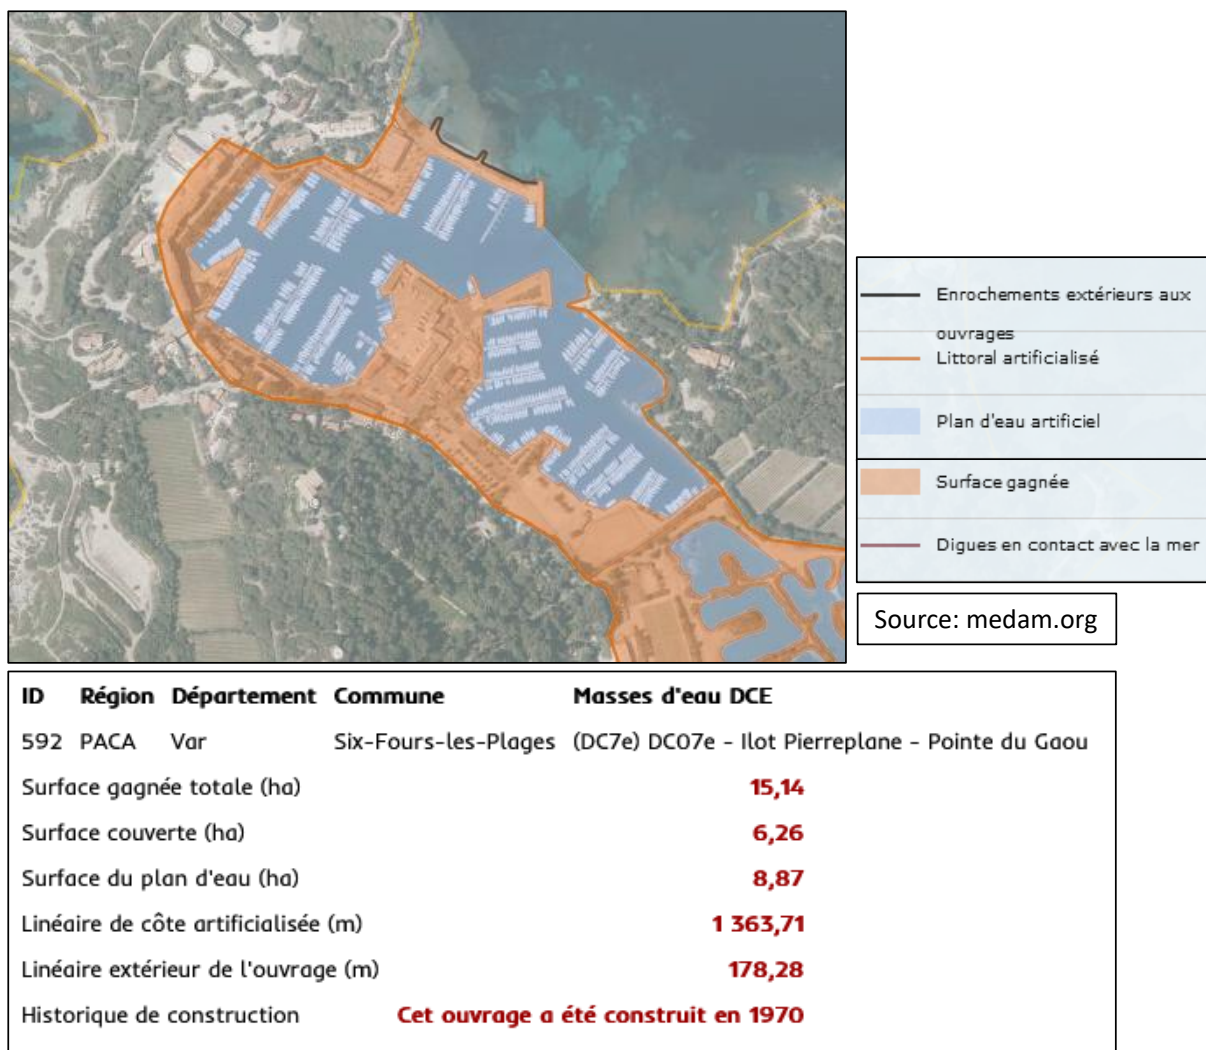 Enrochements extérieurs aux
ouvrages
Littoral artificialisé
Plan d'eau artificiel
Surface gagnée
Digues en contact avec la mer
Source: medam.org
ID Région Département Commune Masses d'eau DCE
592 PACA Var Six-Fours-les-Plages (DC7e) DC07e - Ilot Pierreplane - Pointe du Gaou
Surface gagnée totale (ha) 15,14
Surface couverte (ha) 6,26
Surface du plan d'eau (ha) 8,87
Linéaire de côte artificialisée (m) 1 363,71
Linéaire extérieur de l'ouvrage (m) 178,28
Historique de construction Cet ouvrage a été construit en 1970